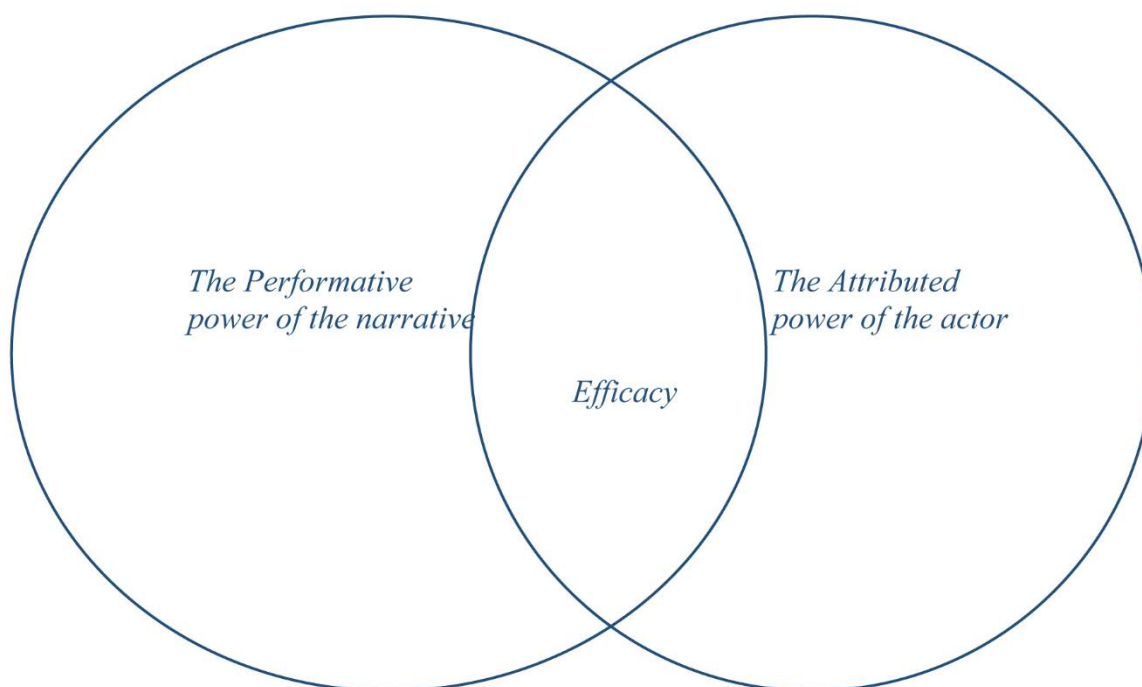 The Performative
power of the narrative
The Attributed
power of the actor
Efficacy